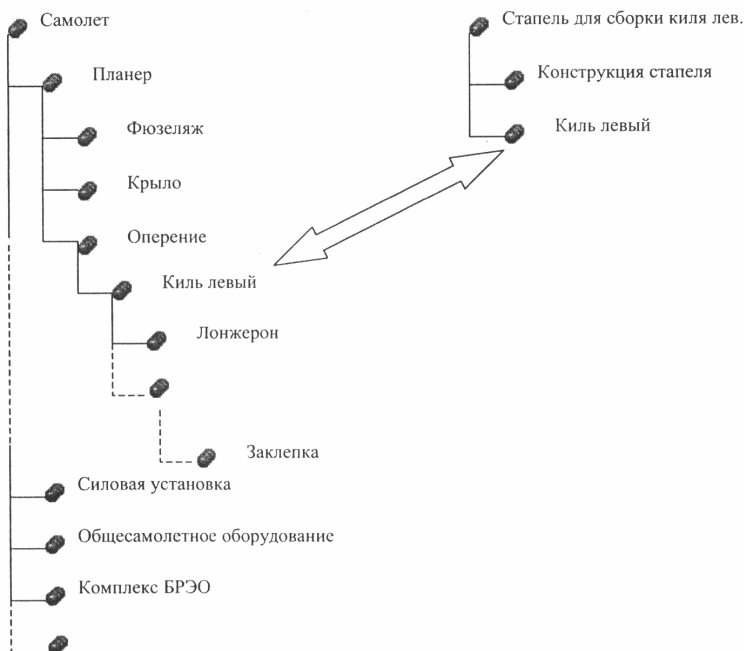 Самолет
Планер
Фюзеляж
Крыло
Оперение
Киль левый
Лонжерон
Заклепка
Силовая установка
Общесамолетное оборудование
Комплекс БРЭО
Стапель для сборки киля лев.
Конструкция стапеля
Киль левый